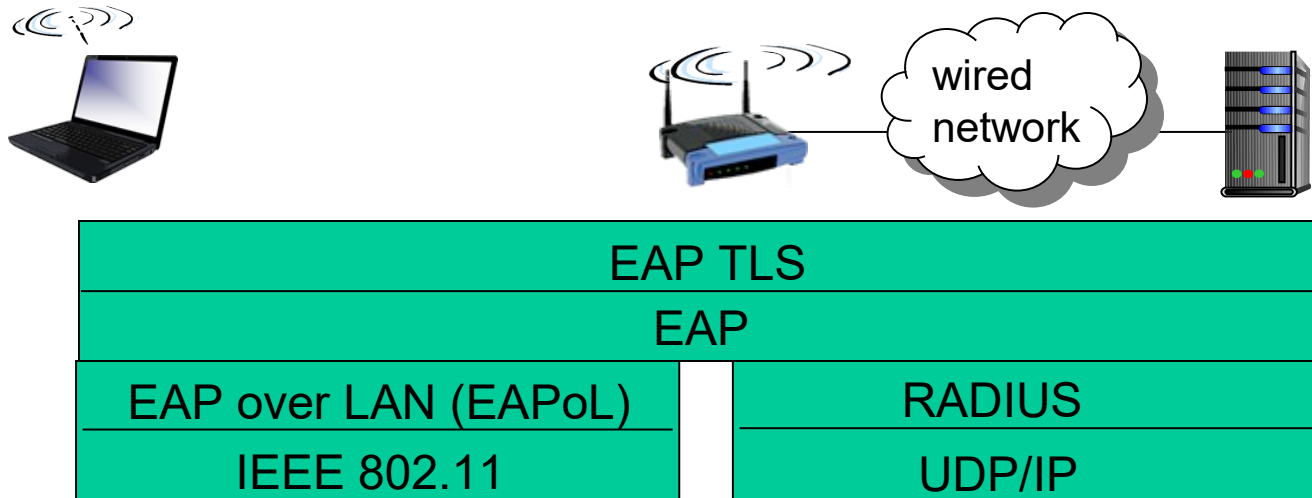 wired
network
EAP TLS
EAP
EAP over LAN (EAPoL)
IEEE 802.11
RADIUS
UDP/IP